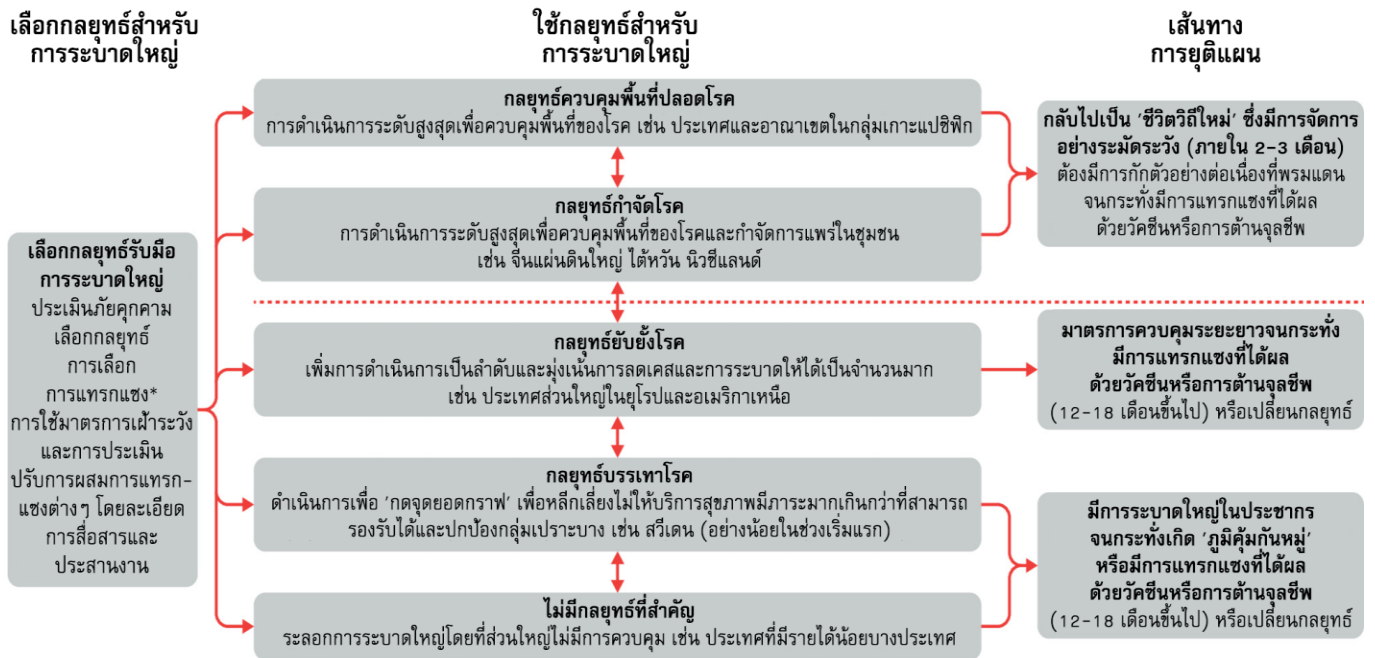 เลือกกลยุทธ์สำหรับ
การระบาดใหญ่
ใช้กลยุทธ์สำหรับ
การระบาดใหญ่
เส้นทาง
การยุติแผน
เลือกกลยุทธ์รับมือ
การระบาดใหญ่
ประเมินภัยคุกคาม
เลือกกลยุทธ์
การเลือก
การแทรกแซง*
การใช้มาตรการเฝ้าระวัง
และการประเมิน
ปรับการผสมการแทรก-
แซงต่างๆ โดยละเอียด
การสื่อสารและ
ประสานงาน
กลยุทธ์ควบคุมพื้นที่ปลอดโรค
การดำเนินการระดับสูงสุดเพื่อควบคุมพื้นที่ของโรค เช่น ประเทศและอาณาเขตในกลุ่มเกาะแปซิฟิก
กลยุทธ์กำจัดโรค
การดำเนินการระดับสูงสุดเพื่อควบคุมพื้นที่ของโรคและกำจัดการแพร่ในชุมชน
เช่น จีนแผ่นดินใหญ่ ไต้หวัน นิวซีแลนด์
กลยุทธ์ยับยั้งโรค
เพิ่มการดำเนินการเป็นลำดับและมุ่งเน้นการลดเคสและการระบาดให้ได้เป็นจำนวนมาก
เช่น ประเทศส่วนใหญ่ในยุโรปและอเมริกาเหนือ
กลยุทธ์บรรเทาโรค
ดำเนินการเพื่อ 'กดจุดยอดกราฟ' เพื่อหลีกเลี่ยงไม่ให้บริการสุขภาพมีภาระมากเกินกว่าที่สามารถ
รองรับได้และปกป้องกลุ่มเปราะบาง เช่น สวีเดน (อย่างน้อยในช่วงเริ่มแรก)
ไม่มีกลยุทธ์ที่สำคัญ
ระลอกการระบาดใหญ่โดยที่ส่วนใหญ่ไม่มีการควบคุม เช่น ประเทศที่มีรายได้น้อยบางประเทศ
กลับไปเป็น 'ชีวิตวิถีใหม่' ซึ่งมีการจัดการ
อย่างระมัดระวัง (ภายใน 2-3 เดือน)
ต้องมีการกักตัวอย่างต่อเนื่องที่พรมแดน
จนกระทั่งมีการแทรกแซงที่ได้ผล
ด้วยวัคซีนหรือการต้านจุลชีพ
มาตรการควบคุมระยะยาวจนกระทั่ง
มีการแทรกแซงที่ได้ผล
ด้วยวัคซีนหรือการต้านจุลชีพ
(12-18 เดือนขึ้นไป) หรือเปลี่ยนกลยุทธ์
มีการระบาดใหญ่ในประชากร
จนกระทั่งเกิด 'ภูมิคุ้มกันหมู่'
หรือมีการแทรกแซงที่ได้ผล
ด้วยวัคซีนหรือการต้านจุลชีพ
(12-18 เดือนขึ้นไป) หรือเปลี่ยนกลยุทธ์